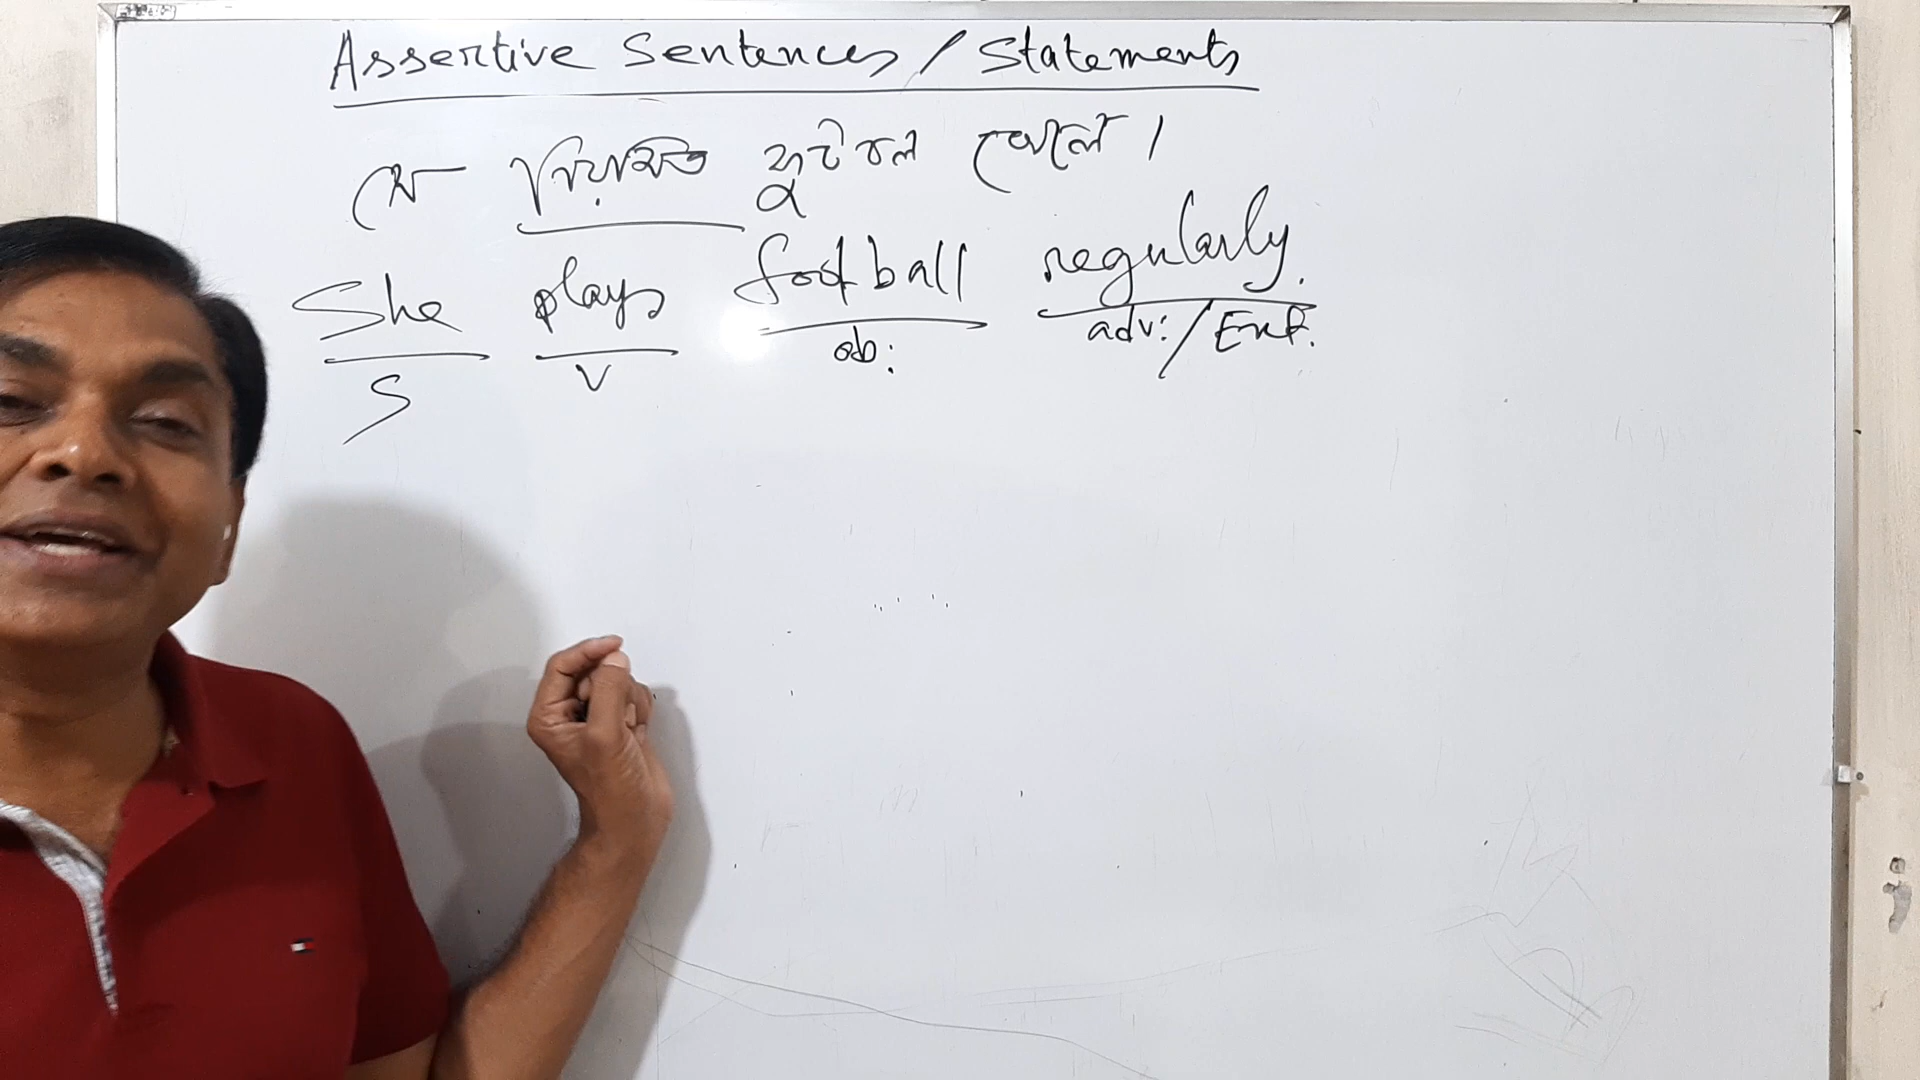 Assertive Sentences / Statements
সে নিয়মিত ফুটবল খেলে।
She plays football regularly.
S V ob: adv: / Ext.